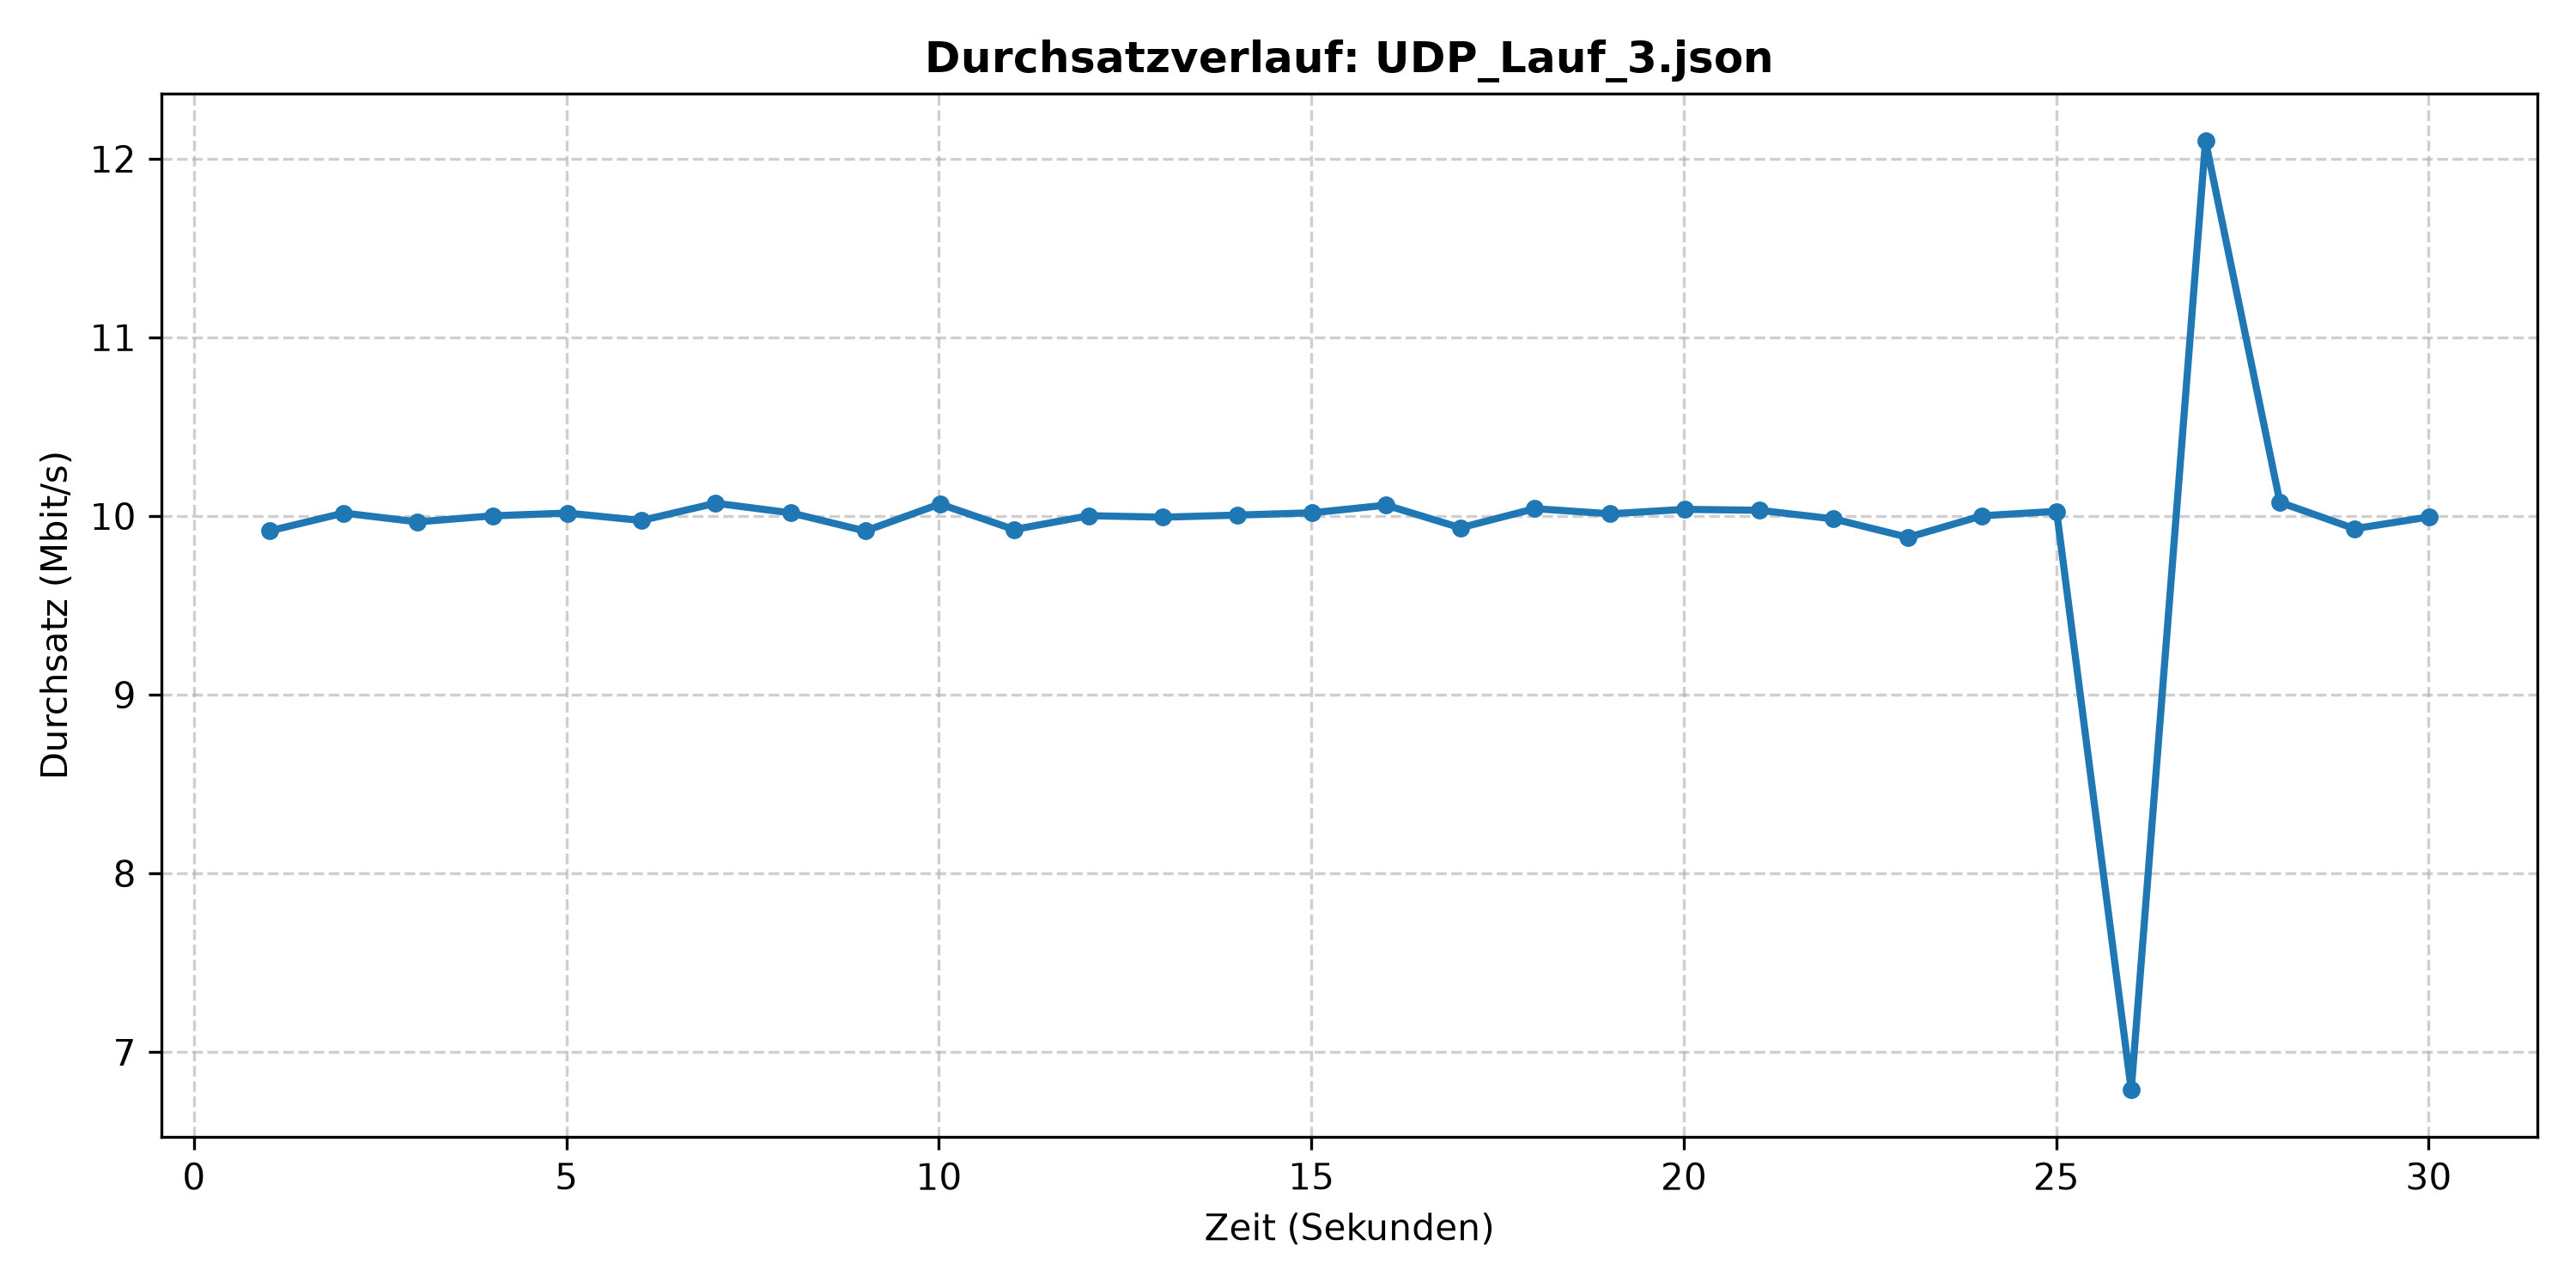 Durchsatzverlauf: UDP_Lauf_3.json
Durchsatz (Mbit/s)
12
11
10
9
8
7
0 5 10 15 20 25 30
Zeit (Sekunden)